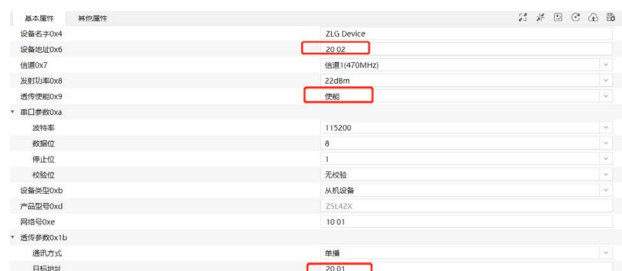 基本属性 其他属性
设备名字0x4 ZLG Device
设备地址0x6 20 02
信道0x7 信道1(470MHz)
发射功率0x8 22dBm
透传使能0x9 使能
串口参数0xa
波特率 115200
数据位 8
停止位 1
校验位 无校验
设备类型0xb 从机设备
产品型号0xd ZSL42X
网络号0xe 10 01
透传参数0x1b
通讯方式 单播
目标地址 20 01